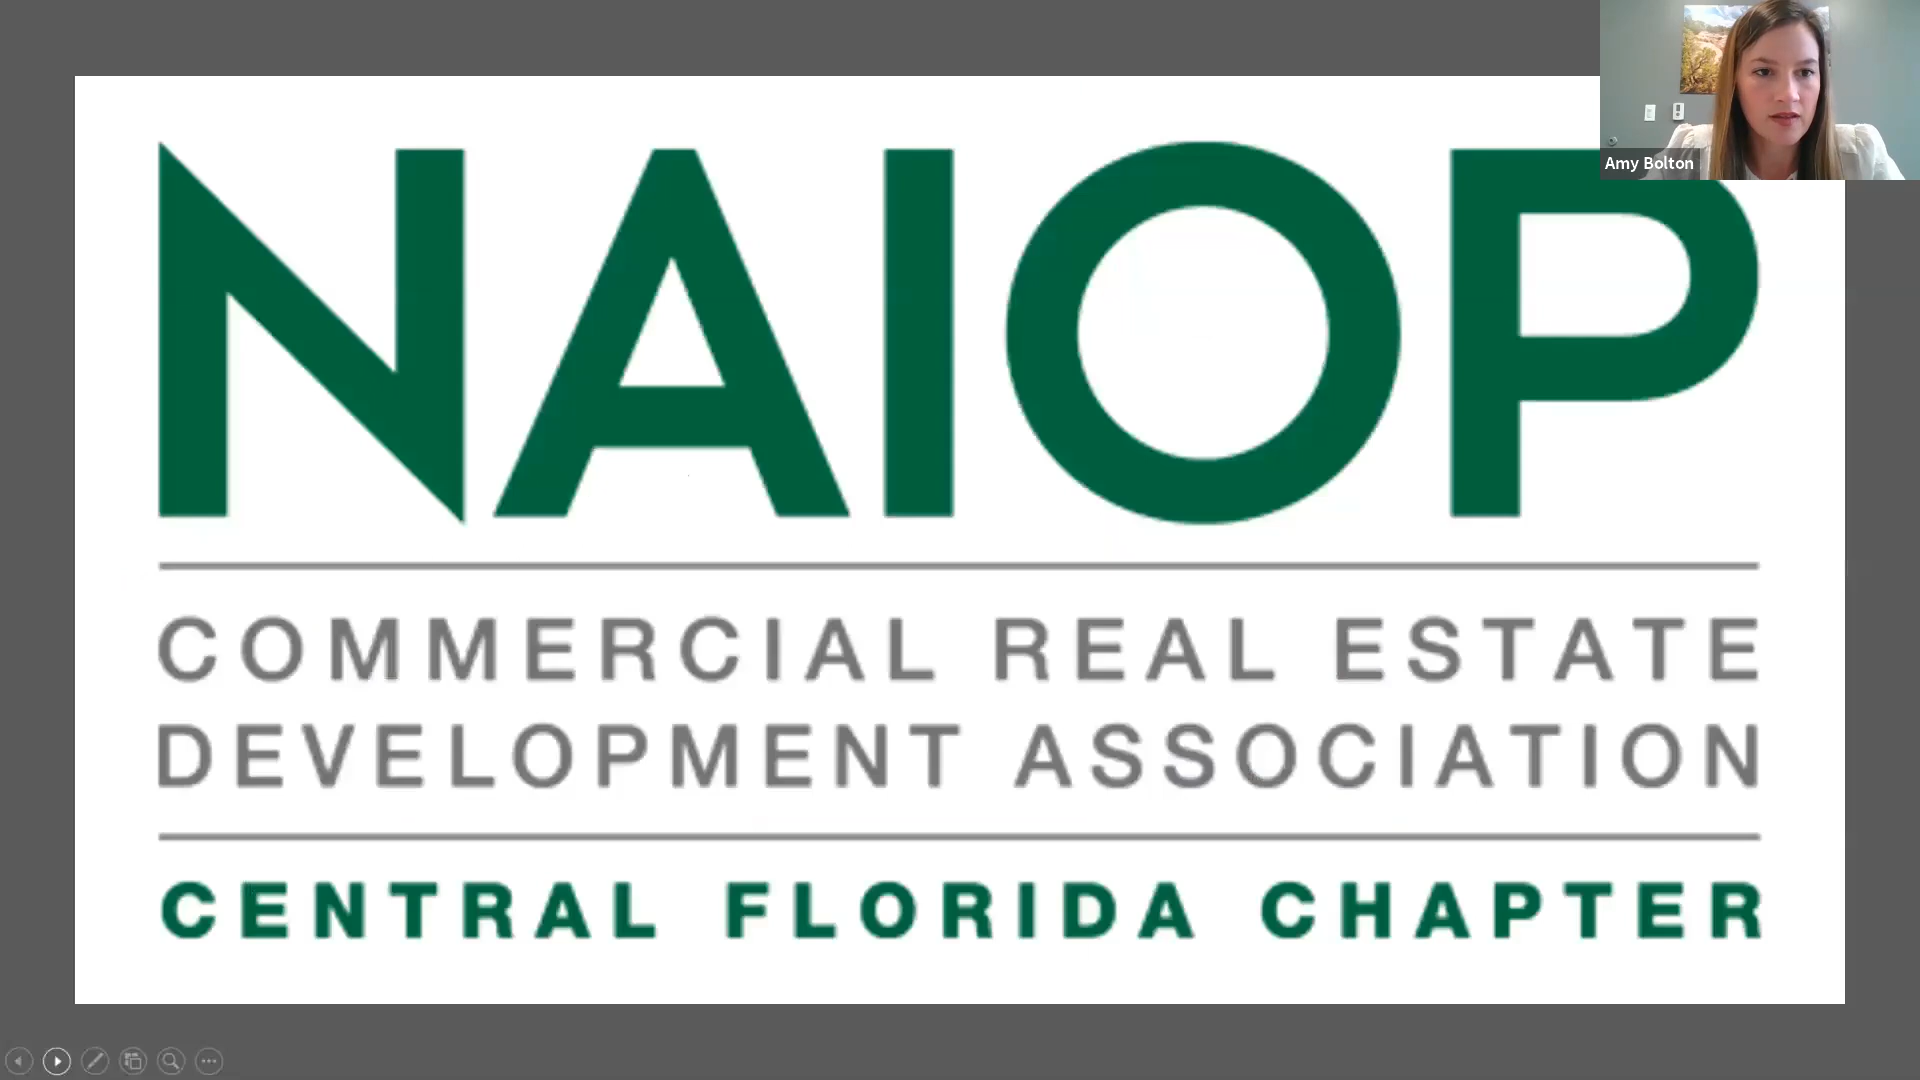 Amy Bolton
NAIOP
COMMERCIAL REAL ESTATE
DEVELOPMENT ASSOCIATION
CENTRAL FLORIDA CHAPTER